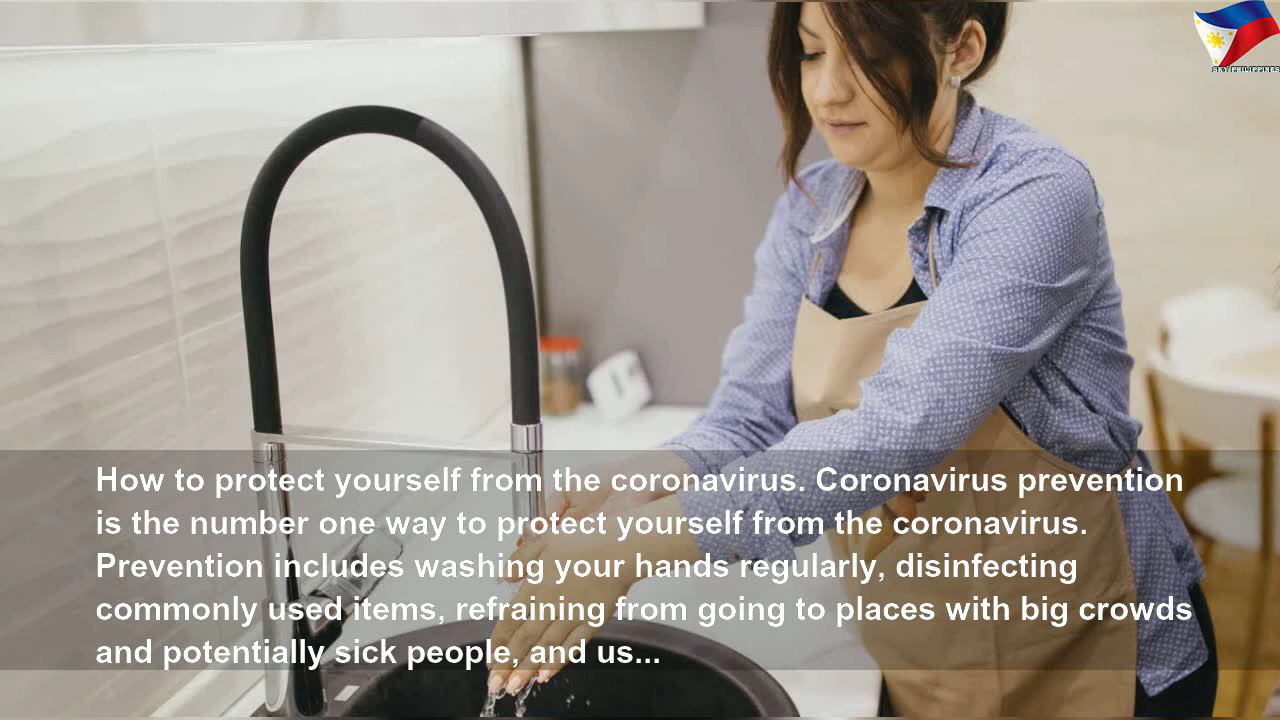 SKY PHILIPPINES
How to protect yourself from the coronavirus. Coronavirus prevention
is the number one way to protect yourself from the coronavirus.
Prevention includes washing your hands regularly, disinfecting
commonly used items, refraining from going to places with big crowds
and potentially sick people, and us...